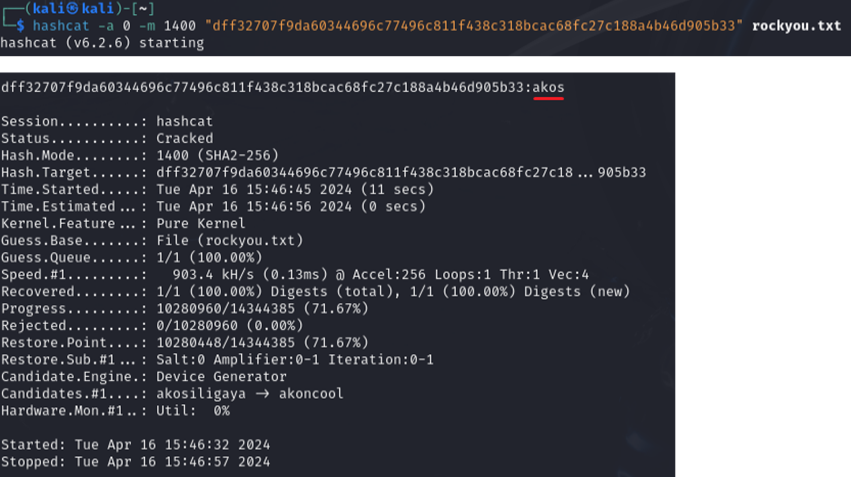 ┌──(kali㉿kali)-[~]
└─$ hashcat -a 0 -m 1400 "dff32707f9da60344696c77496c811f438c318bcac68fc27c188a4b46d905b33" rockyou.txt
hashcat (v6.2.6) starting
dff32707f9da60344696c77496c811f438c318bcac68fc27c188a4b46d905b33:akos
Session..........: hashcat
Status...........: Cracked
Hash.Mode........: 1400 (SHA2-256)
Hash.Target......: dff32707f9da60344696c77496c811f438c318bcac68fc27c18...905b33
Time.Started.....: Tue Apr 16 15:46:45 2024 (11 secs)
Time.Estimated...: Tue Apr 16 15:46:56 2024 (0 secs)
Kernel.Feature...: Pure Kernel
Guess.Base.......: File (rockyou.txt)
Guess.Queue......: 1/1 (100.00%)
Speed.#1.........:   903.4 kH/s (0.13ms) @ Accel:256 Loops:1 Thr:1 Vec:4
Recovered........: 1/1 (100.00%) Digests (total), 1/1 (100.00%) Digests (new)
Progress.........: 10280960/14344385 (71.67%)
Rejected.........: 0/10280960 (0.00%)
Restore.Point....: 10280448/14344385 (71.67%)
Restore.Sub.#1...: Salt:0 Amplifier:0-1 Iteration:0-1
Candidate.Engine.: Device Generator
Candidates.#1....: akosiligaya -> akoncool
Hardware.Mon.#1..: Util:  0%
Started: Tue Apr 16 15:46:32 2024
Stopped: Tue Apr 16 15:46:57 2024